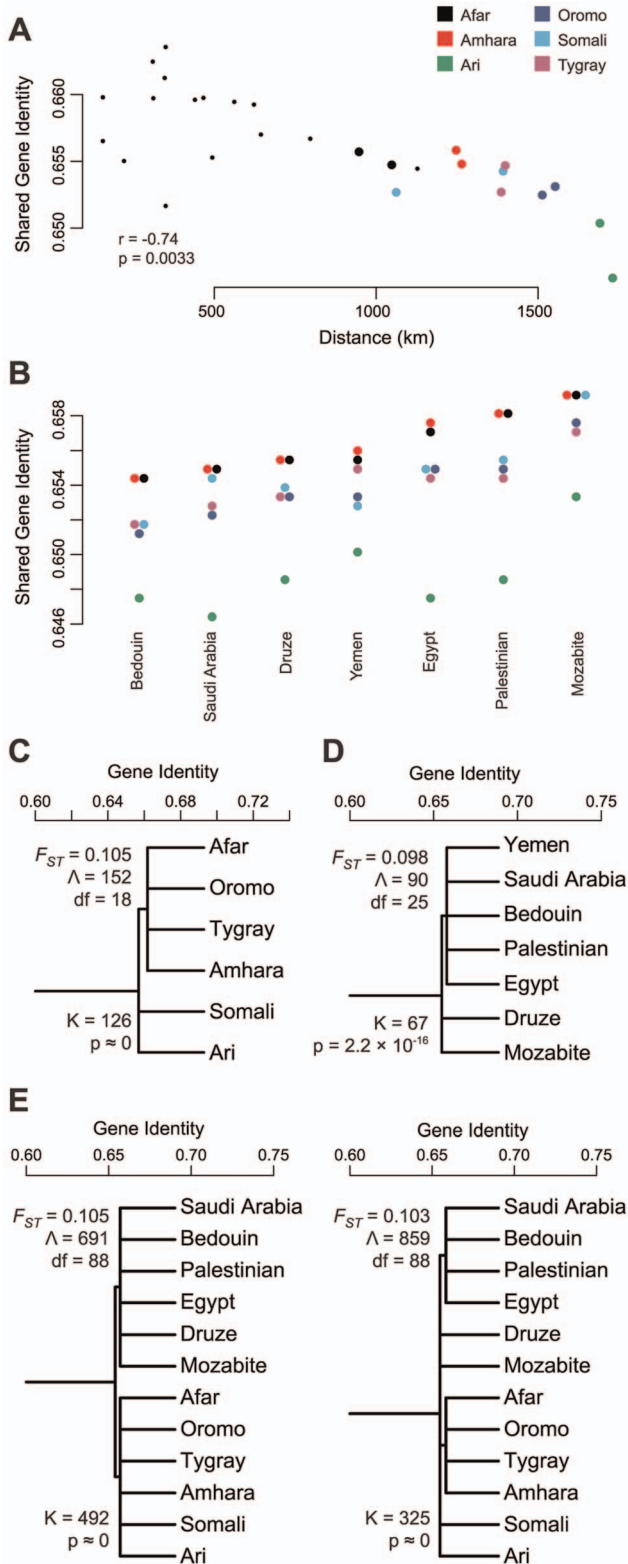 A
Afar
Amhara
Ari
Oromo
Somali
Tygray
Shared Gene Identity
0.660
0.655
0.650
r = -0.74
p = 0.0033
500
1000
1500
Distance (km)
B
Shared Gene Identity
0.658
0.654
0.650
0.646
Bedouin
Saudi Arabia
Druze
Yemen
Egypt
Palestinian
Mozabite
C
Gene Identity
0.60
0.64
0.68
0.72
F_ST = 0.105
Λ = 152
df = 18
Afar
Oromo
Tygray
Amhara
Somali
Ari
K = 126
p ≈ 0
D
Gene Identity
0.60
0.65
0.70
0.75
F_ST = 0.098
Λ = 90
df = 25
Yemen
Saudi Arabia
Bedouin
Palestinian
Egypt
Druze
Mozabite
K = 67
p = 2.2 × 10^-16
E
Gene Identity
0.60
0.65
0.70
0.75
F_ST = 0.105
Λ = 691
df = 88
Saudi Arabia
Bedouin
Palestinian
Egypt
Druze
Mozabite
Afar
Oromo
Tygray
Amhara
Somali
Ari
K = 492
p ≈ 0
Gene Identity
0.60
0.65
0.70
0.75
F_ST = 0.103
Λ = 859
df = 88
Saudi Arabia
Bedouin
Palestinian
Egypt
Druze
Mozabite
Afar
Oromo
Tygray
Amhara
Somali
Ari
K = 325
p ≈ 0